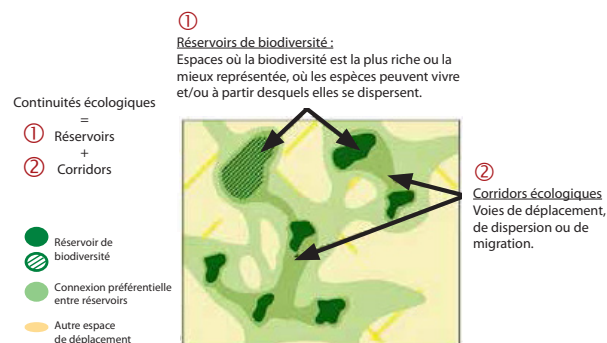 ①
Réservoirs de biodiversité :
Espaces où la biodiversité est la plus riche ou la
mieux représentée, où les espèces peuvent vivre
et/ou à partir desquels elles se dispersent.
Continuités écologiques
=
① Réservoirs
+
② Corridors
②
Corridors écologiques
Voies de déplacement,
de dispersion ou de
migration.
Réservoir de
biodiversité
Connexion préférentielle
entre réservoirs
Autre espace
de déplacement